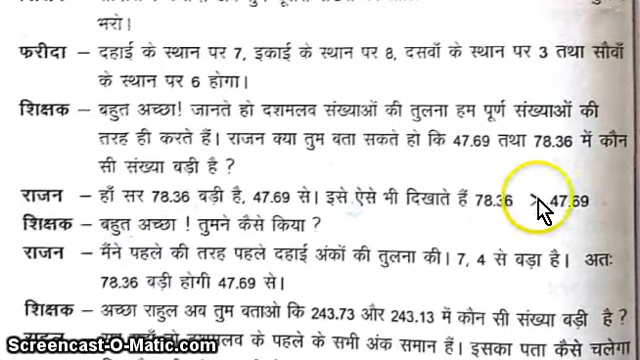 भरो।
फरीदा – दहाई के स्थान पर 7, इकाई के स्थान पर 8, दसवाँ के स्थान पर 3 तथा सौवाँ
के स्थान पर 6 होगा।
शिक्षक – बहुत अच्छा! जानते हो दशमलव संख्याओं की तुलना हम पूर्ण संख्याओं की
तरह ही करते हैं। राजन क्या तुम बता सकते हो कि 47.69 तथा 78.36 में कौन
सी संख्या बड़ी है ?
राजन – हाँ सर 78.36 बड़ी है, 47.69 से। इसे ऐसे भी दिखाते हैं 78.36 > 47.69
शिक्षक – बहुत अच्छा ! तुमने कैसे किया ?
राजन – मैंने पहले की तरह पहले दहाई अंकों की तुलना की। 7, 4 से बड़ा है। अतः
78.36 बड़ी होगी 47.69 से।
शिक्षक – अच्छा राहुल अब तुम बताओ कि 243.73 और 243.13 में कौन सी संख्या बड़ी है ?
दशमलव के पहले के सभी अंक समान हैं। इसका पता कैसे चलेगा
Screencast-O-Matic.com